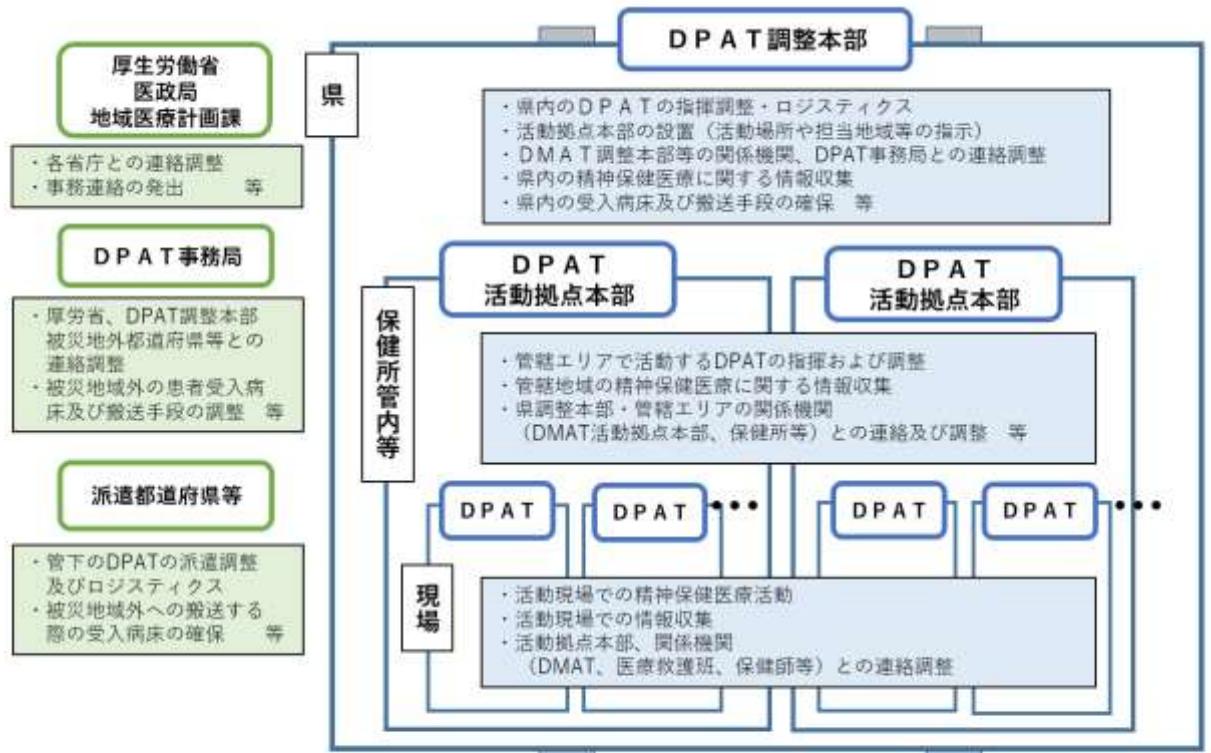 厚生労働省
医政局
地域医療計画課
・各省庁との連絡調整
・事務連絡の発出　　等
DPAT事務局
・厚労省、DPAT調整本部
被災地外都道府県等との
連絡調整
・被災地域外の患者受入病
床及び搬送手段の調整　等
派遣都道府県等
・管下のDPATの派遣調整
及びロジスティクス
・被災地域外への搬送する
際の受入病床の確保　　等
DPAT調整本部
県
・県内のDPATの指揮調整・ロジスティクス
・活動拠点本部の設置（活動場所や担当地域等の指示）
・DMAT調整本部等の関係機関、DPAT事務局との連絡調整
・県内の精神保健医療に関する情報収集
・県内の受入病床及び搬送手段の確保　等
DPAT
活動拠点本部
DPAT
活動拠点本部
保健所管内等
・管轄エリアで活動するDPATの指揮および調整
・管轄地域の精神保健医療に関する情報収集
・県調整本部・管轄エリアの関係機関
（DMAT活動拠点本部、保健所等）との連絡及び調整　等
DPAT
DPAT
・・・
DPAT
DPAT
・・・
現場
・活動現場での精神保健医療活動
・活動現場での情報収集
・活動拠点本部、関係機関
（DMAT、医療救護班、保健師等）との連絡調整